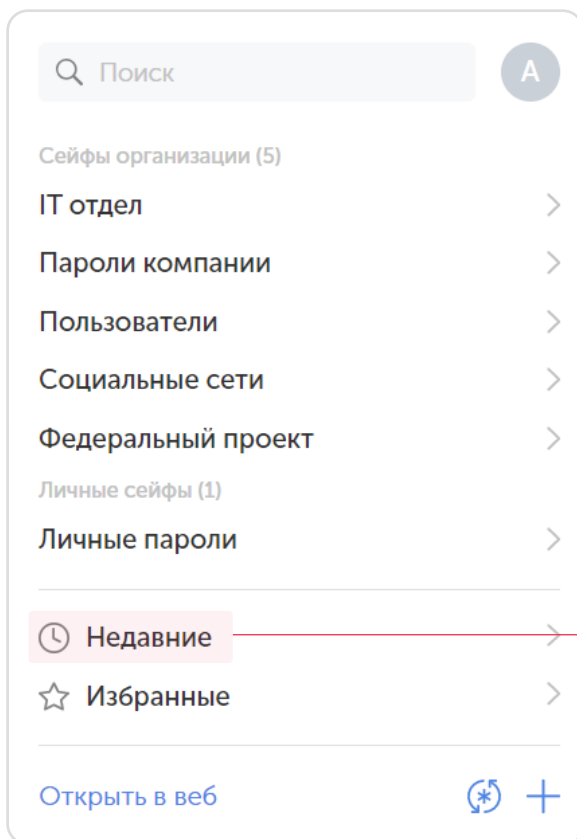 Поиск
А
Сейфы организации (5)
IT отдел
Пароли компании
Пользователи
Социальные сети
Федеральный проект
Личные сейфы (1)
Личные пароли
Недавние
Избранные
Открыть в веб